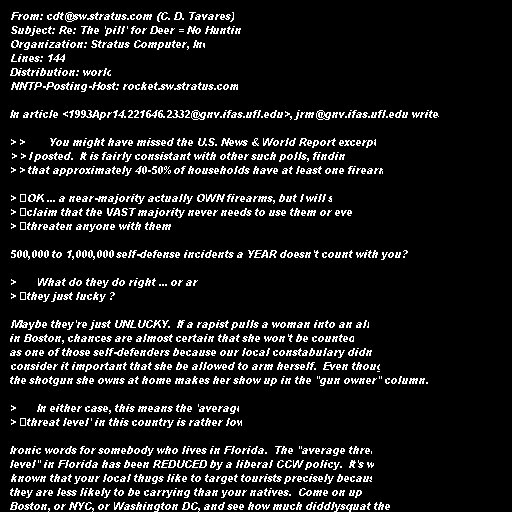 From: cdt@sw.stratus.com (C. D. Tavares)
Subject: Re: The 'pill' for Deer = No Huntin
Organization: Stratus Computer, Inc
Lines: 144
Distribution: world
NNTP-Posting-Host: rocket.sw.stratus.com

In article <1993Apr14.221646.2332@gnv.ifas.ufl.edu>, jrm@gnv.ifas.ufl.edu write

> >      You might have missed the U.S. News & World Report excerpt
> > I posted.  It is fairly consistant with other such polls, findin
> > that approximately 40-50% of households have at least one firearm

> OK ... a near-majority actually OWN firearms, but I will s
> claim that the VAST majority never needs to use them or eve
> threaten anyone with them

500,000 to 1,000,000 self-defense incidents a YEAR doesn't count with you?

>      What do they do right ... or ar
> they just lucky ?

Maybe they're just UNLUCKY.  If a rapist pulls a woman into an all
in Boston, chances are almost certain that she won't be counted
as one of those self-defenders because our local constabulary didn
consider it important that she be allowed to arm herself.  Even thoug
the shotgun she owns at home makes her show up in the "gun owner" column.

>      In either case, this means the 'average
> threat level' in this country is rather low

Ironic words for somebody who lives in Florida.  The "average thre
level" in Florida has been REDUCED by a liberal CCW policy.  It's w
known that your local thugs like to target tourists precisely becaus
they are less likely to be carrying than your natives.  Come on up
Boston, or NYC, or Washington DC, and see how much diddlysquat the